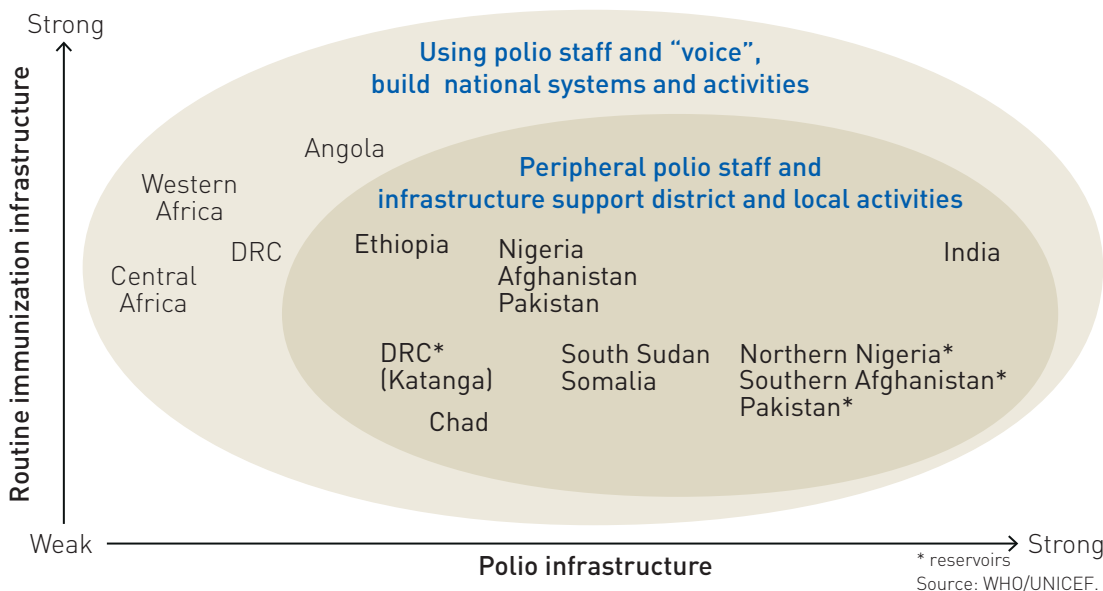 Strong
Routine immunization infrastructure
Using polio staff and “voice”,
build national systems and activities
Angola
Peripheral polio staff and
infrastructure support district and local activities
Western
Africa
DRC
Central
Africa
Ethiopia
Nigeria
Afghanistan
Pakistan
India
DRC*
(Katanga)
Chad
South Sudan
Somalia
Northern Nigeria*
Southern Afghanistan*
Pakistan*
Weak
Polio infrastructure
Strong
* reservoirs
Source: WHO/UNICEF.